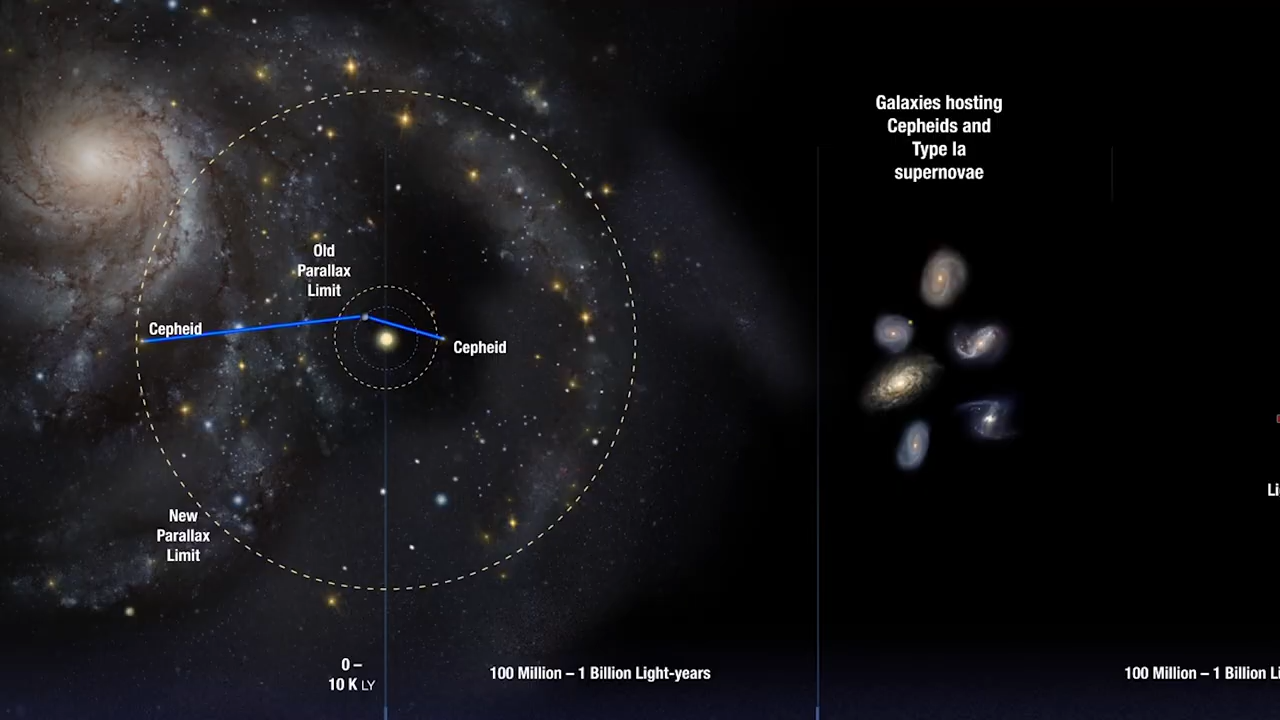 Galaxies hosting
Cepheids and
Type Ia
supernovae
Old
Parallax
Limit
Cepheid
Cepheid
New
Parallax
Limit
0 –
10 K LY
100 Million – 1 Billion Light-years
100 Million – 1 Billion Li
Li